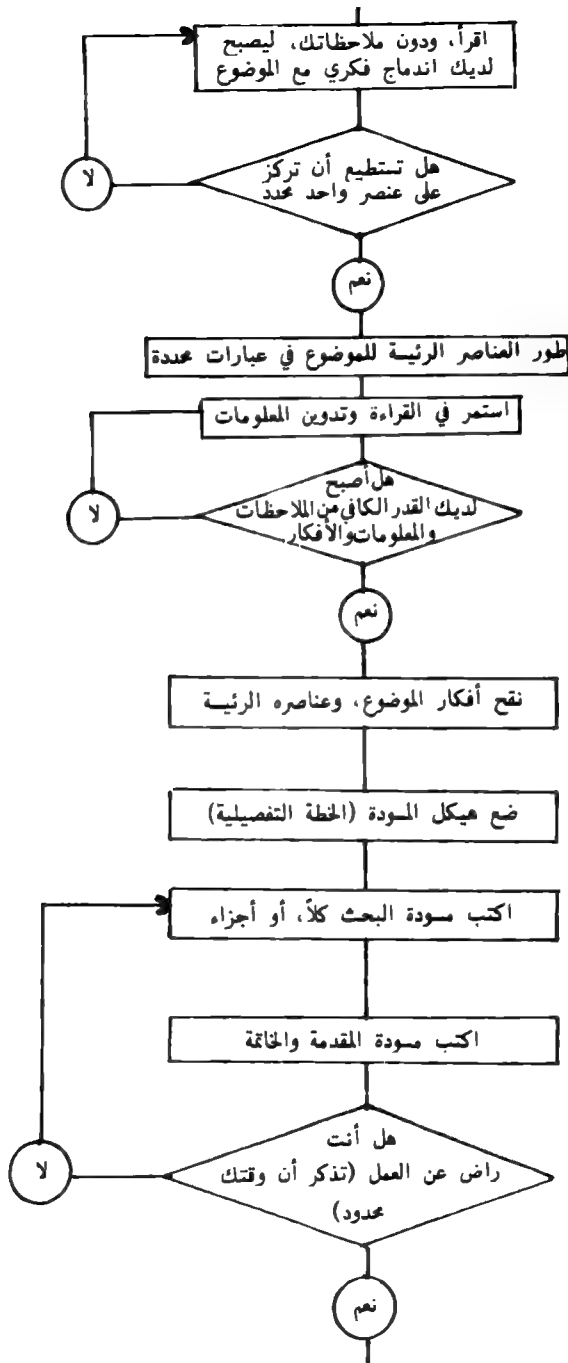 اقرأ، ودون ملاحظاتك، ليصبح
لديك اندماج فكري مع الموضوع
هل تستطيع أن تركز
على عنصر واحد محدد
لا
نعم
طور العناصر الرئيسة للموضوع في عبارات محددة
استمر في القراءة وتدوين المعلومات
هل أصبح
لديك القدر الكافي من الملاحظات
والمعلومات والأفكار
لا
نعم
نقح أفكار الموضوع، وعناصره الرئيسة
ضع هيكل المسودة (الخطة التفصيلية)
اكتب مسودة البحث كلاً، أو أجزاء
اكتب مسودة المقدمة والخاتمة
هل أنت
راض عن العمل (تذكر أن وقتك
محدود)
لا
نعم